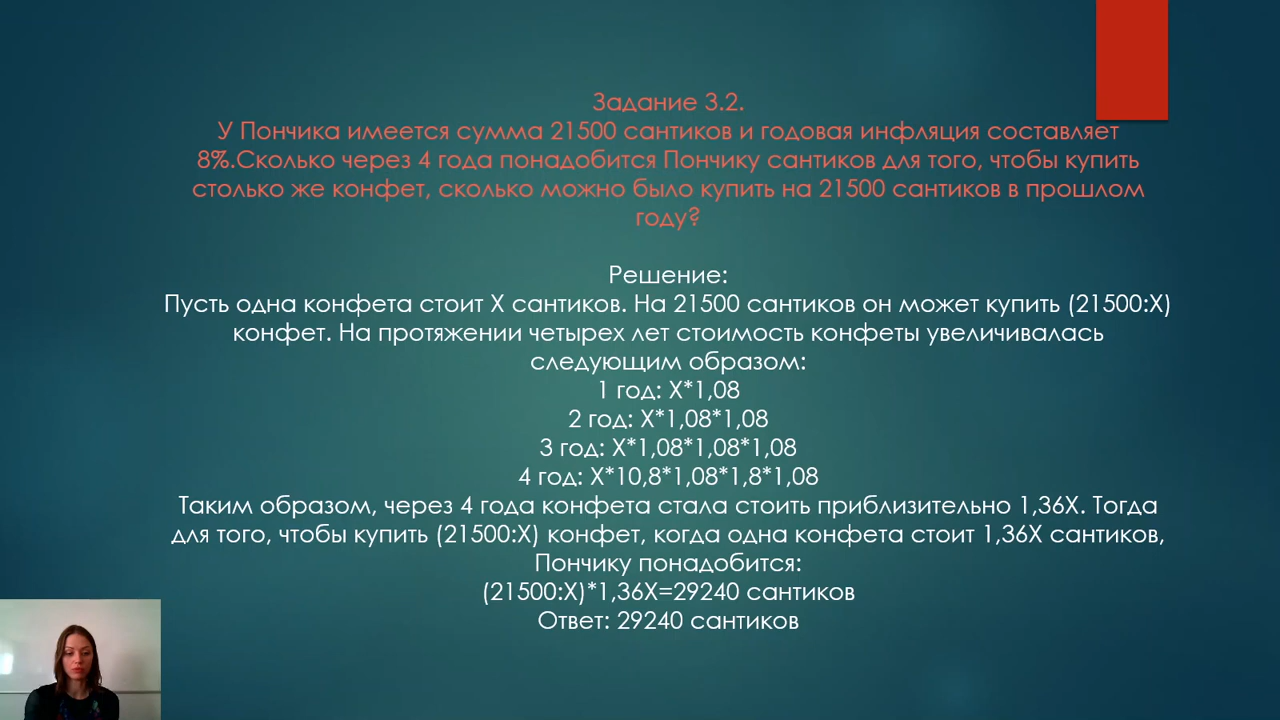 Задание 3.2.
У Пончика имеется сумма 21500 сантиков и годовая инфляция составляет
8%.Сколько через 4 года понадобится Пончику сантиков для того, чтобы купить
столько же конфет, сколько можно было купить на 21500 сантиков в прошлом
году?
Решение:
Пусть одна конфета стоит X сантиков. На 21500 сантиков он может купить (21500:X)
конфет. На протяжении четырех лет стоимость конфеты увеличивалась
следующим образом:
1 год: X*1,08
2 год: X*1,08*1,08
3 год: X*1,08*1,08*1,08
4 год: X*10,8*1,08*1,8*1,08
Таким образом, через 4 года конфета стала стоить приблизительно 1,36X. Тогда
для того, чтобы купить (21500:X) конфет, когда одна конфета стоит 1,36X сантиков,
Пончику понадобится:
(21500:X)*1,36X=29240 сантиков
Ответ: 29240 сантиков